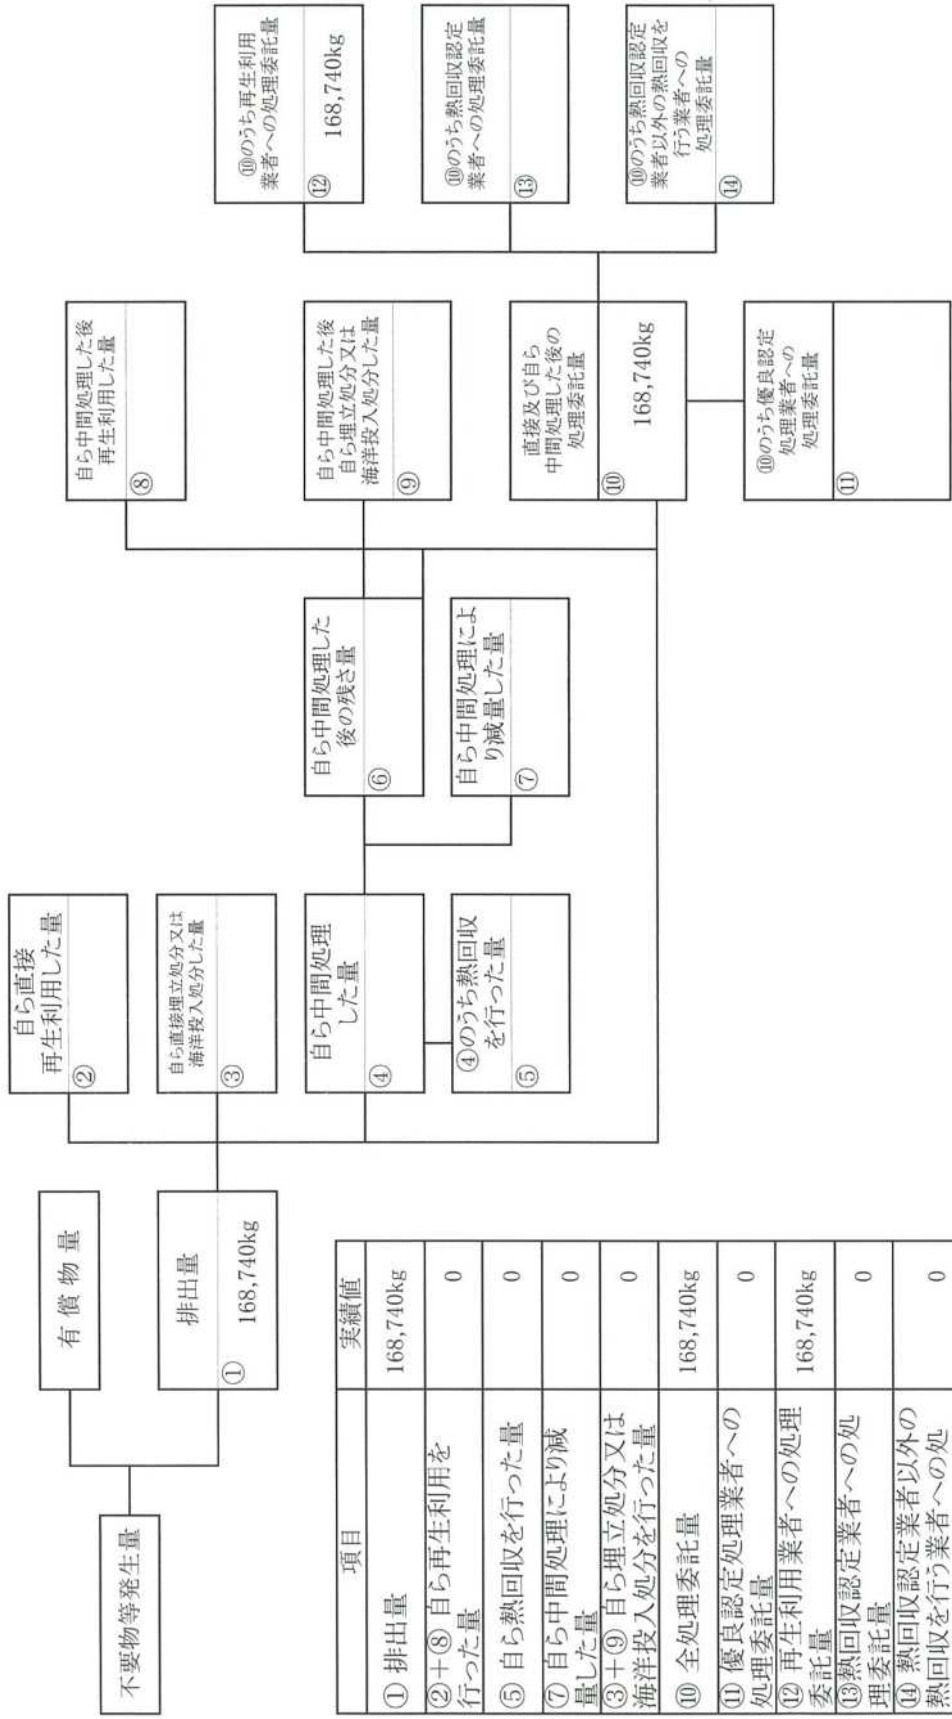 不要物等発生量
有償物量
排出量
①
168,740kg
自ら直接
再生利用した量
②
自ら直接埋立処分又は
海洋投入処分した量
③
自ら中間処理
した量
④
④のうち熱回収
を行った量
⑤
自ら中間処理した
後の残さ量
⑥
自ら中間処理によ
り減量した量
⑦
自ら中間処理した後
再生利用した量
⑧
自ら中間処理した後
自ら埋立処分又は
海洋投入処分した量
⑨
直接及び自ら
中間処理した後の
処理委託量
⑩
168,740kg
⑩のうち優良認定
処理業者への
処理委託量
⑪
⑩のうち再生利用
業者への処理委託量
⑫
168,740kg
⑩のうち熱回収認定
業者への処理委託量
⑬
⑩のうち熱回収認定
業者以外の熱回収を
行う業者への
処理委託量
⑭
項目 実績値
① 排出量 168,740kg
②+⑧ 自ら再生利用を
行った量 0
⑤ 自ら熱回収を行った量 0
⑦ 自ら中間処理により減
量した量 0
③+⑨ 自ら埋立処分又は
海洋投入処分を行った量 0
⑩ 全処理委託量 168,740kg
⑪ 優良認定処理業者への
処理委託量 0
⑫ 再生利用業者への処理
委託量 168,740kg
⑬熱回収認定業者への処
理委託量 0
⑭ 熱回収認定業者以外の
熱回収を行う業者への処 0